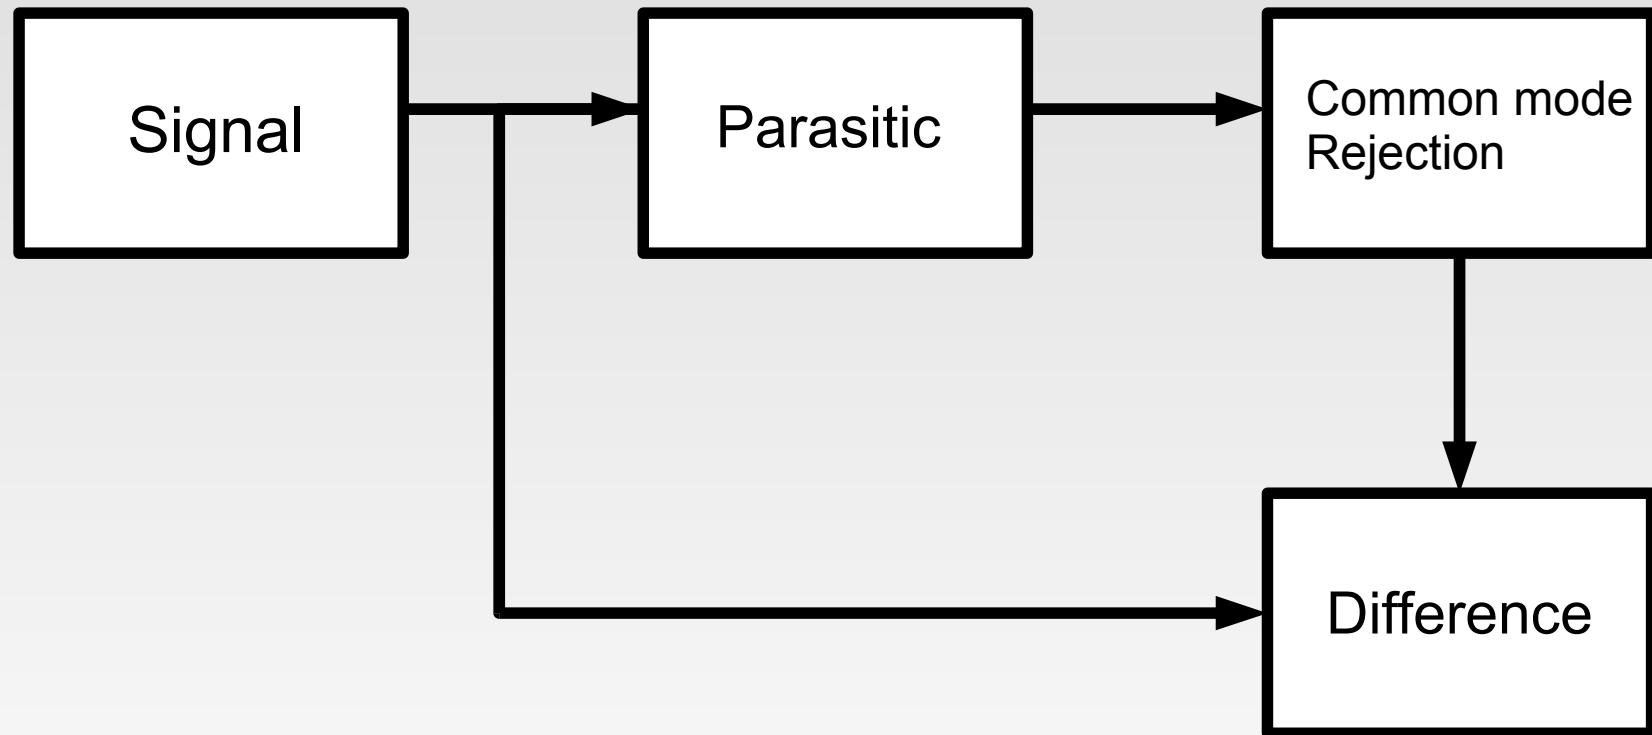 Signal
Parasitic
Common mode
Rejection
Difference